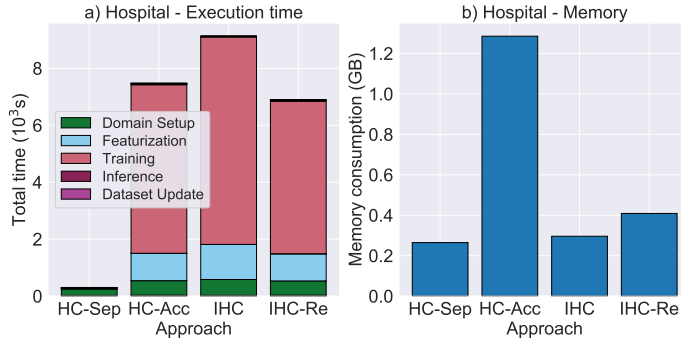 a) Hospital - Execution time
Total time (10³s)
8
6
4
2
0
Domain Setup
Featurization
Training
Inference
Dataset Update
HC-Sep HC-Acc IHC IHC-Re
Approach
b) Hospital - Memory
Memory consumption (GB)
1.2
1.0
0.8
0.6
0.4
0.2
0.0
HC-Sep HC-Acc IHC IHC-Re
Approach